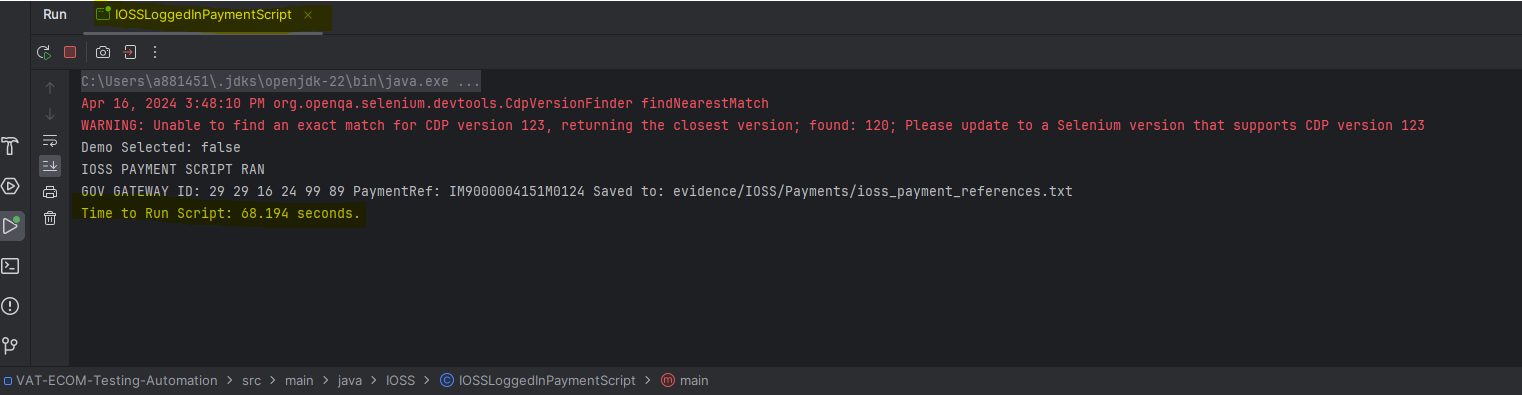 Run IOSSLoggedInPaymentScript
C:\Users\a881451\.jdks\openjdk-22\bin\java.exe ...
Apr 16, 2024 3:48:10 PM org.openqa.selenium.devtools.CdpVersionFinder findNearestMatch
WARNING: Unable to find an exact match for CDP version 123, returning the closest version; found: 120; Please update to a Selenium version that supports CDP version 123
Demo Selected: false
IOSS PAYMENT SCRIPT RAN
GOV GATEWAY ID: 29 29 16 24 99 89 PaymentRef: IM9000004151M0124 Saved to: evidence/IOSS/Payments/ioss_payment_references.txt
Time to Run Script: 68.194 seconds.
VAT-ECOM-Testing-Automation > src > main > java > IOSS > IOSSLoggedInPaymentScript > main